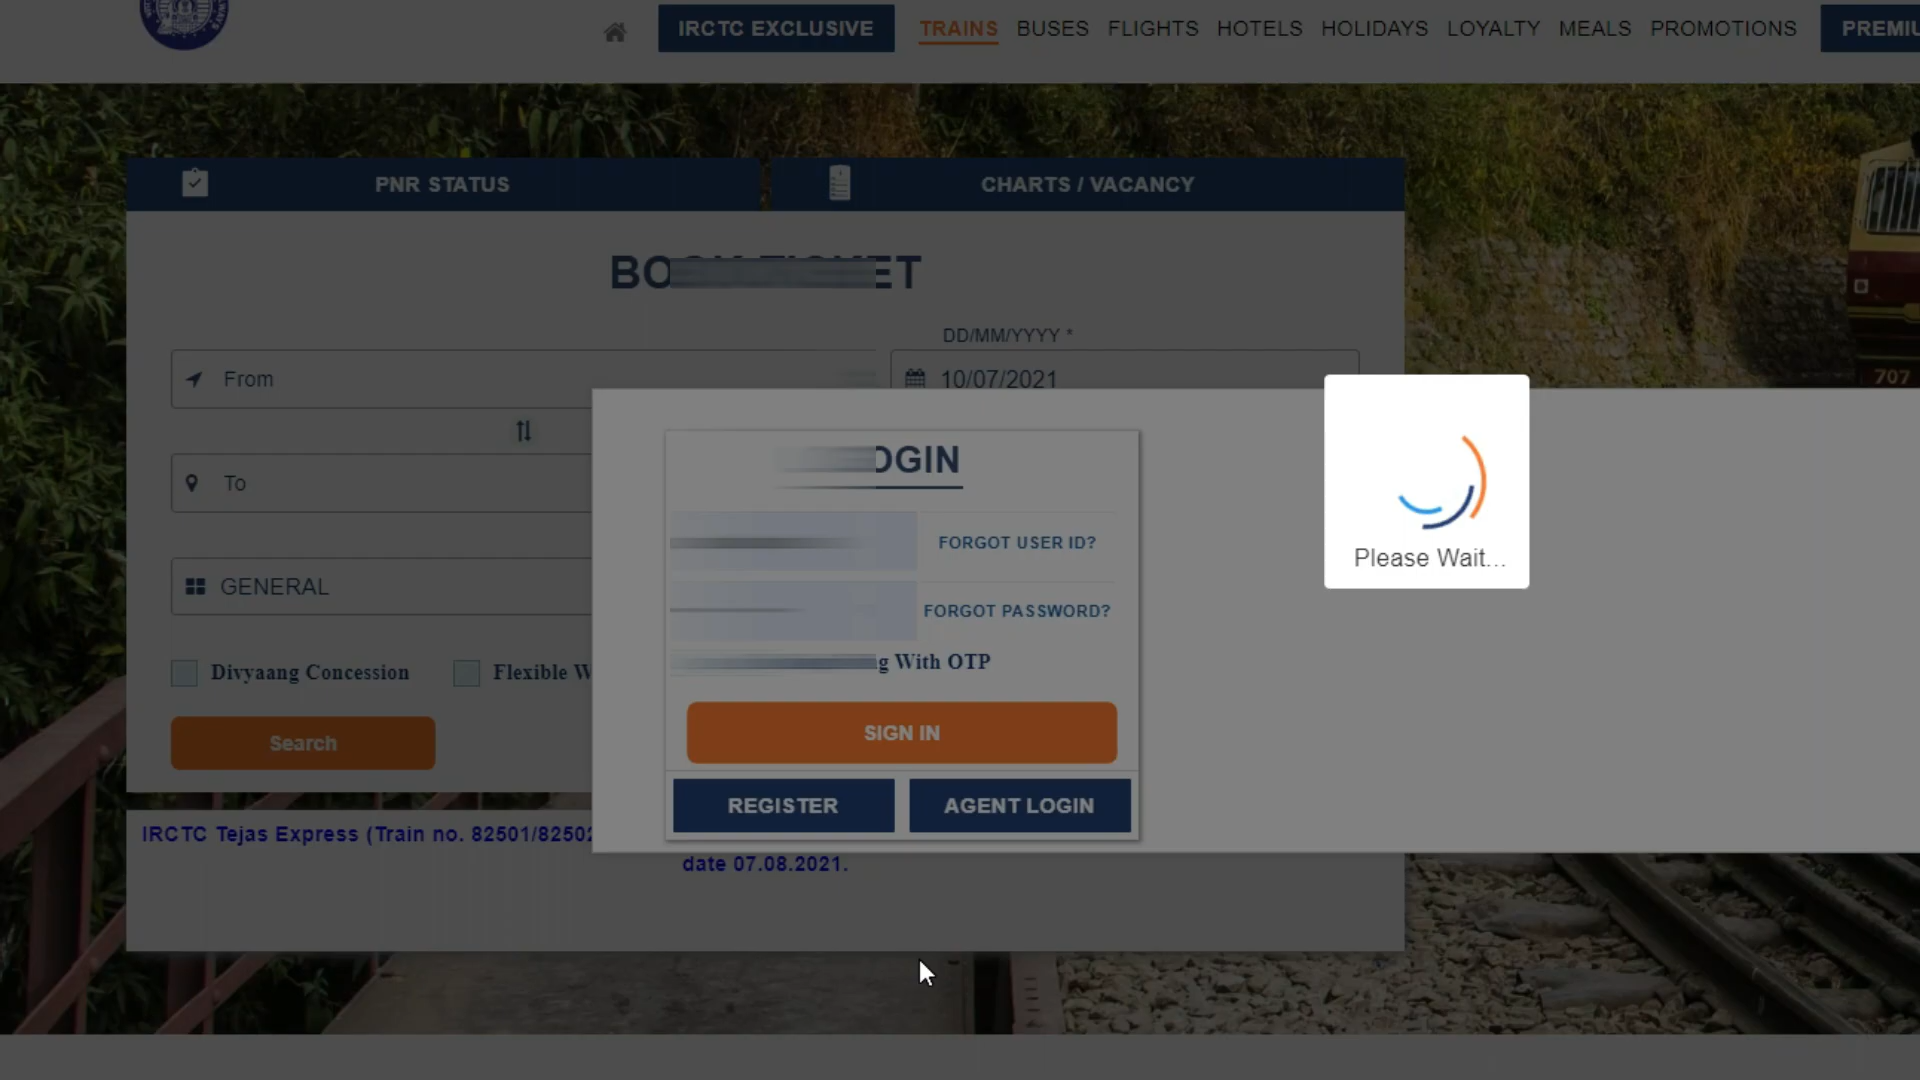 IRCTC EXCLUSIVE TRAINS BUSES FLIGHTS HOTELS HOLIDAYS LOYALTY MEALS PROMOTIONS
PNR STATUS
CHARTS / VACANCY
DD/MM/YYYY *
From
10/07/2021
To
GENERAL
Divyaang Concession
Flexible
Search
FORGOT USER ID?
FORGOT PASSWORD?
With OTP
SIGN IN
REGISTER
AGENT LOGIN
Please Wait...
IRCTC Tejas Express (Train no. 82501/82502
date 07.08.2021.
707